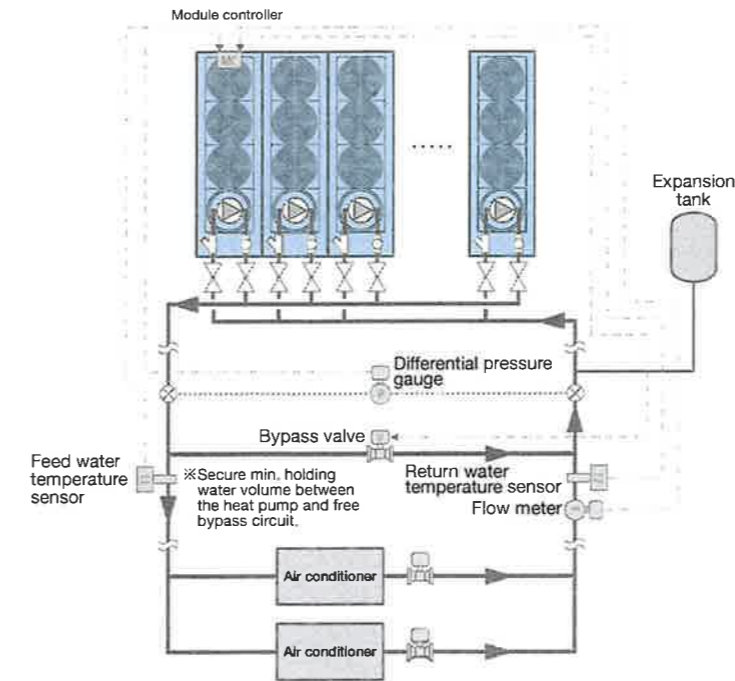 Module controller
MC
Expansion
tank
Differential pressure
gauge
Bypass valve
Feed water
temperature
sensor
※Secure min. holding
water volume between
the heat pump and free
bypass circuit.
Return water
temperature sensor
Flow meter
Air conditioner
Air conditioner